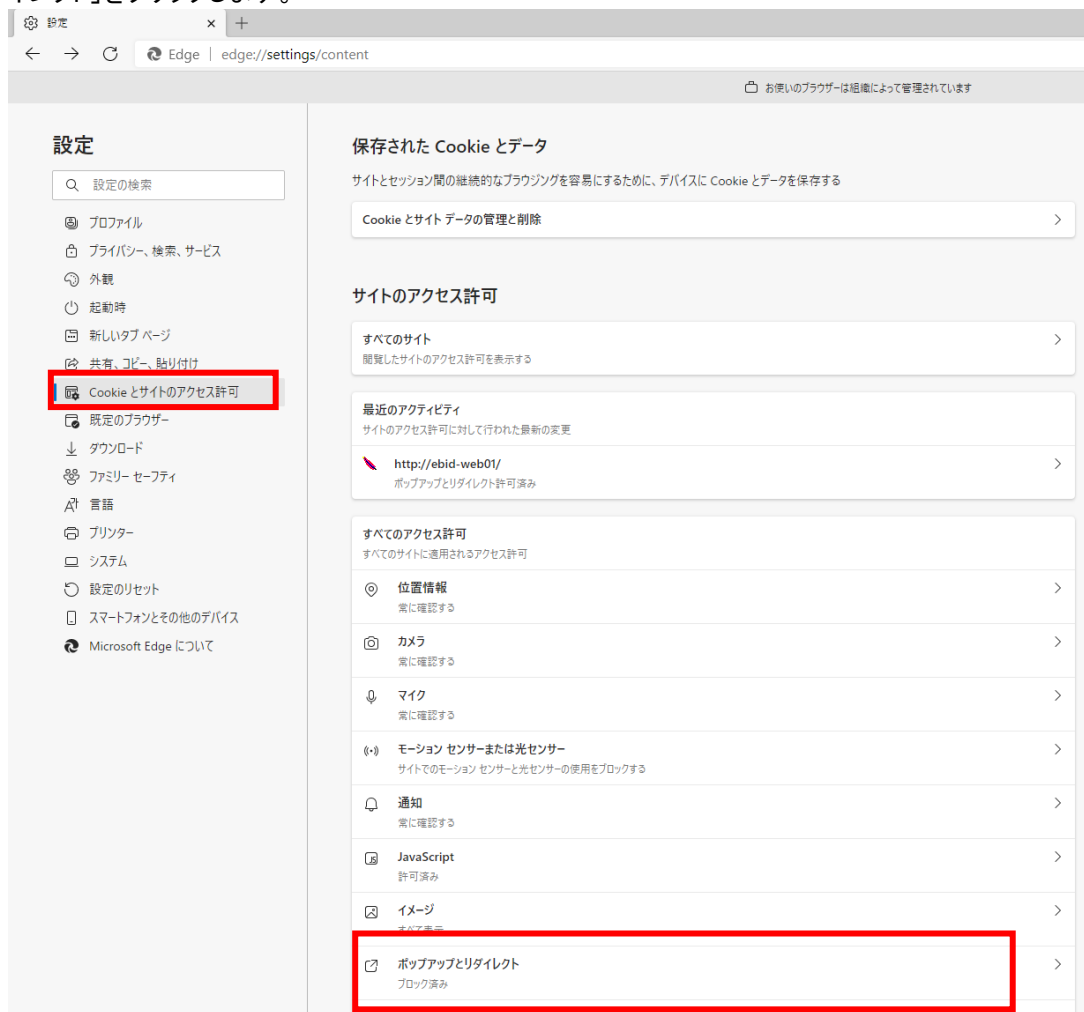 設定
Edge | edge://settings/content
お使いのブラウザーは組織によって管理されています
設定
設定の検索
プロファイル
プライバシー、検索、サービス
外観
起動時
新しいタブ ページ
共有、コピー、貼り付け
Cookie とサイトのアクセス許可
既定のブラウザー
ダウンロード
ファミリー セーフティ
言語
プリンター
システム
設定のリセット
スマートフォンとその他のデバイス
Microsoft Edge について
保存された Cookie とデータ
サイトとセッション間の継続的なブラウジングを容易にするために、デバイスに Cookie とデータを保存する
Cookie とサイト データの管理と削除
サイトのアクセス許可
すべてのサイト
閲覧したサイトのアクセス許可を表示する
最近のアクティビティ
サイトのアクセス許可に対して行われた最新の変更
http://ebid-web01/
ポップアップとリダイレクト許可済み
すべてのアクセス許可
すべてのサイトに適用されるアクセス許可
位置情報
常に確認する
カメラ
常に確認する
マイク
常に確認する
モーション センサーまたは光センサー
サイトでのモーション センサーと光センサーの使用をブロックする
通知
常に確認する
JavaScript
許可済み
イメージ
すべて表示
ポップアップとリダイレクト
ブロック済み